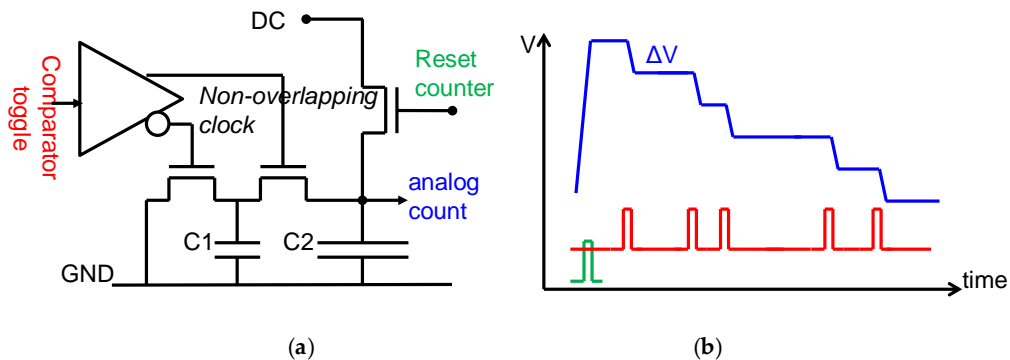 DC
Reset
counter
Comparator
toggle
Non-overlapping
clock
analog
count
C1
C2
GND
(a)
V
ΔV
time
(b)